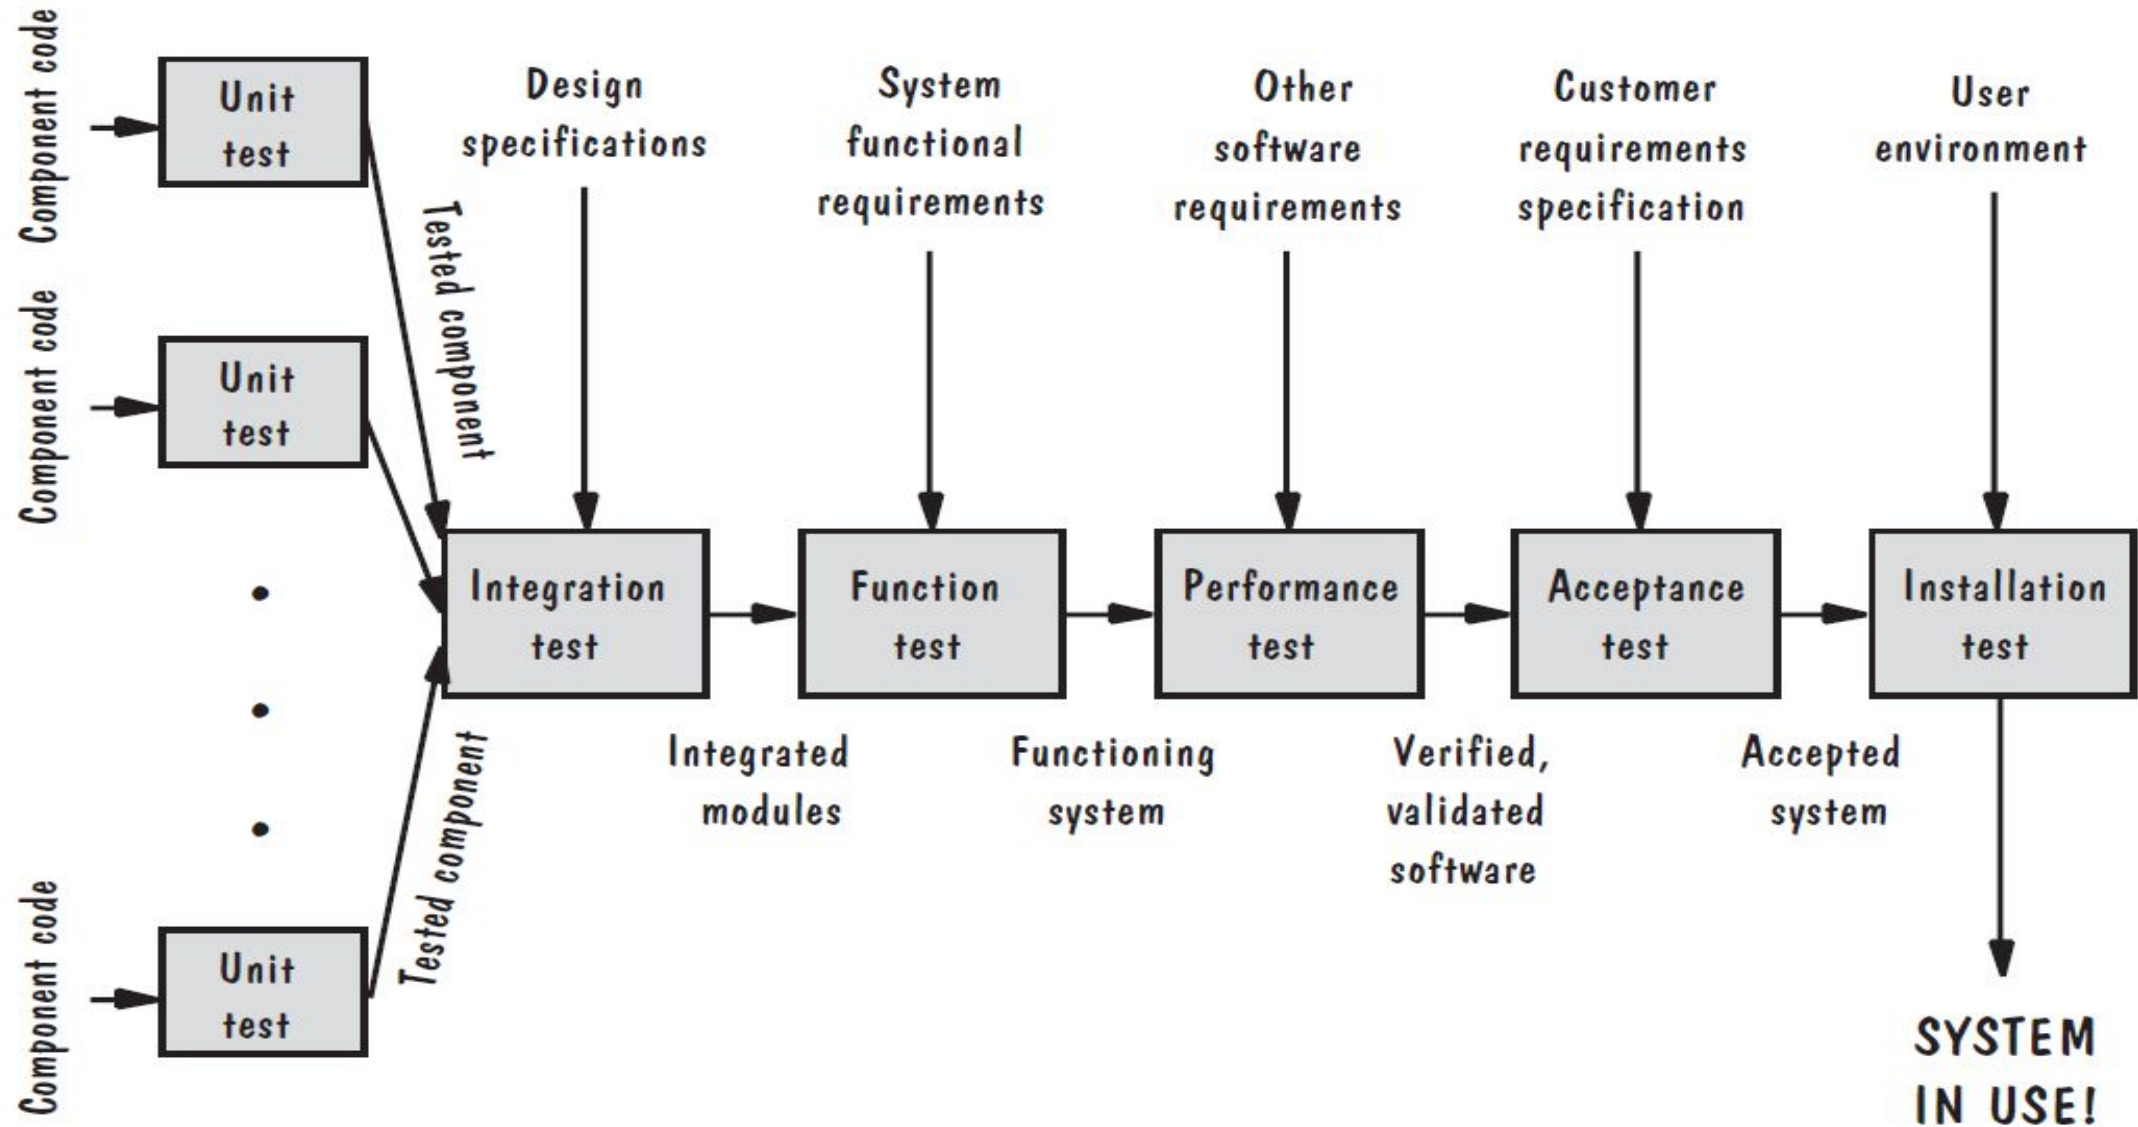 Component code
Unit
test
Component code
Unit
test
Component code
Unit
test
Tested component
Tested component
Design
specifications
System
functional
requirements
Other
software
requirements
Customer
requirements
specification
User
environment
Integration
test
Function
test
Performance
test
Acceptance
test
Installation
test
Integrated
modules
Functioning
system
Verified,
validated
software
Accepted
system
SYSTEM
IN USE!